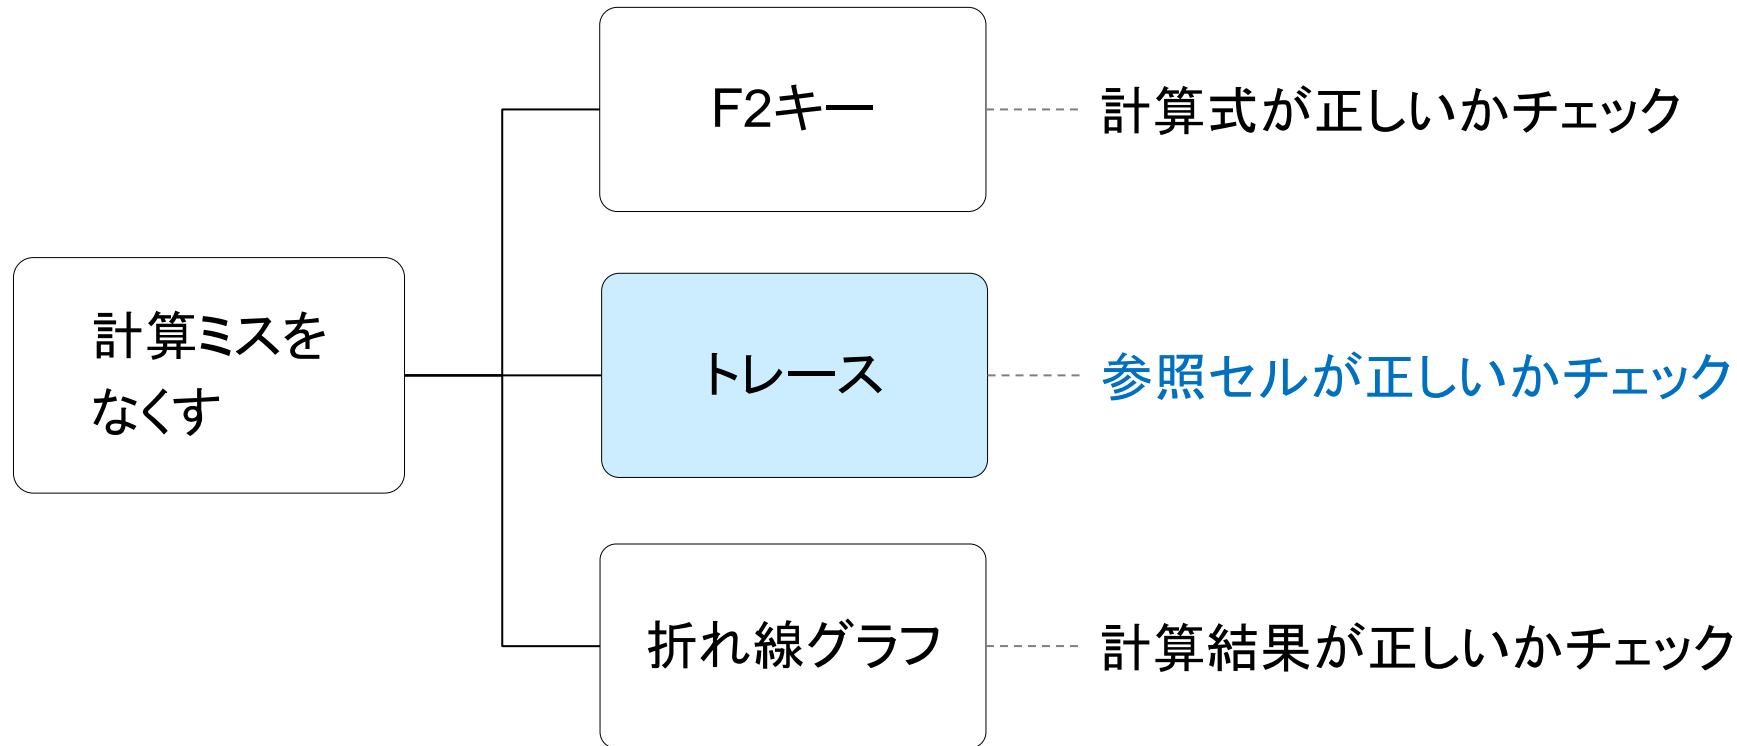 F2キー
計算式が正しいかチェック
計算ミスを
なくす
トレース
参照セルが正しいかチェック
折れ線グラフ
計算結果が正しいかチェック